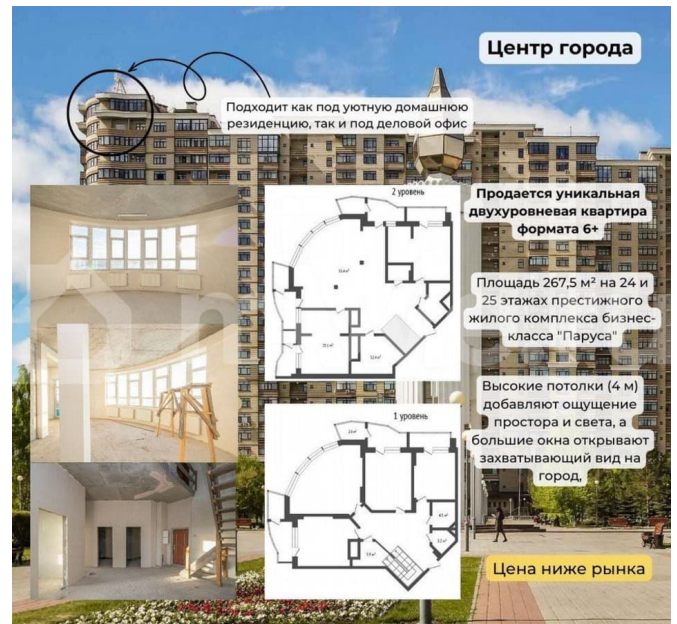 Центр города
Подходит как под уютную домашнюю
резиденцию, так и под деловой офис
2 уровень
Продается уникальная
двухуровневая квартира
формата 6+
Площадь 267,5 м² на 24 и
25 этажах престижного
жилого комплекса бизнес-
класса "Паруса"
Высокие потолки (4 м)
добавляют ощущение
простора и света, а
большие окна открывают
захватывающий вид на
город,
1 уровень
Цена ниже рынка